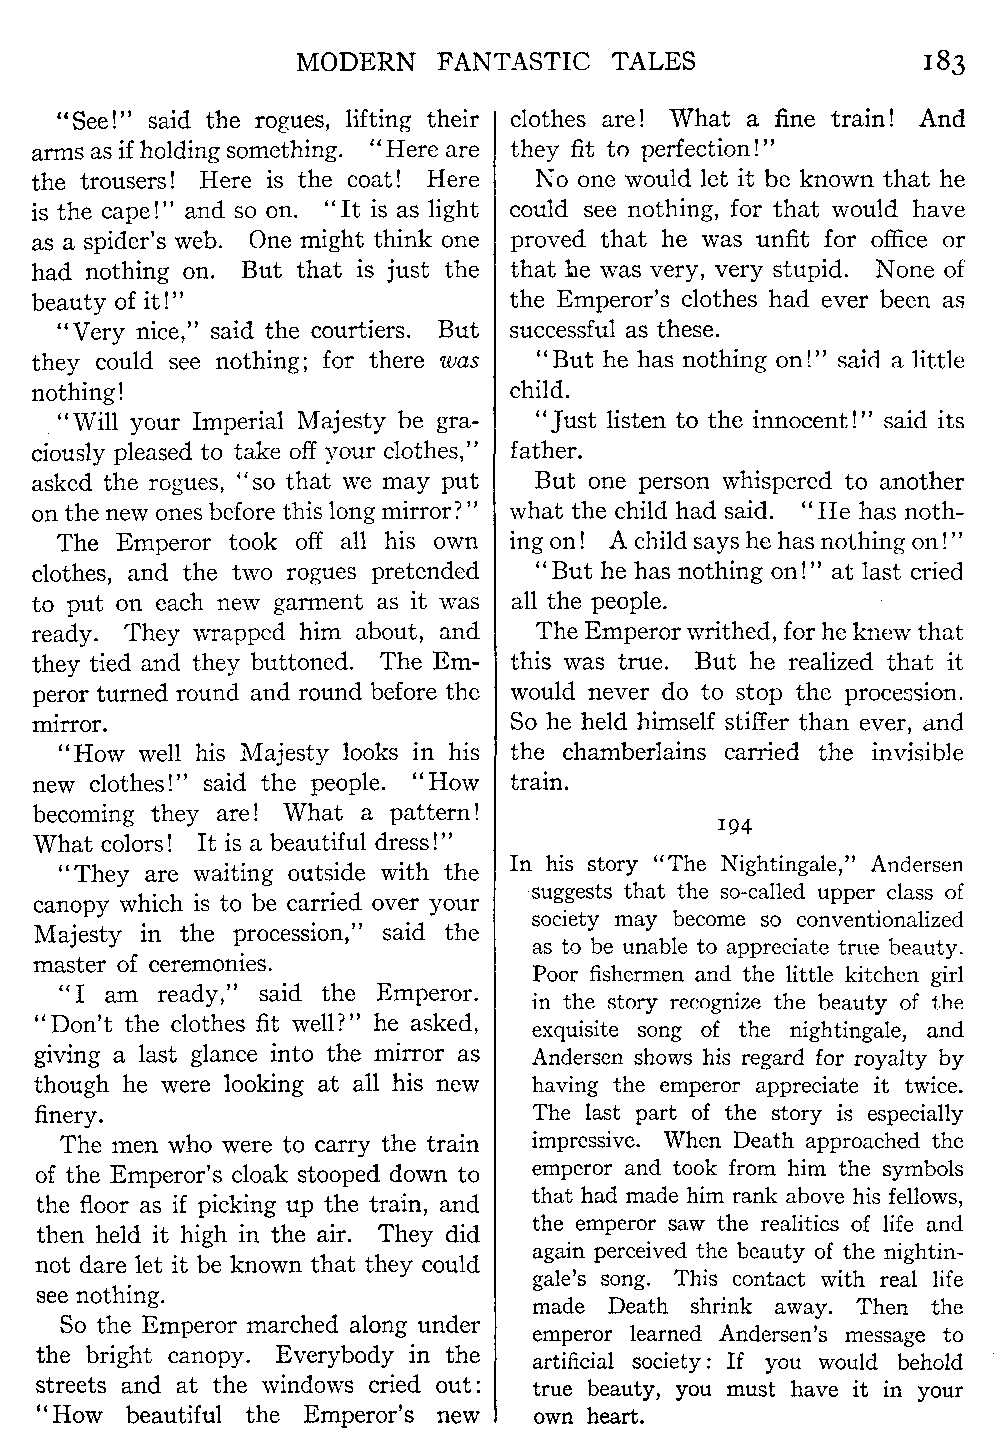 MODERN FANTASTIC TALES 183
"See!" said the rogues, lifting their
arms as if holding something. "Here are
the trousers! Here is the coat! Here
is the cape!" and so on. "It is as light
as a spider's web. One might think one
had nothing on. But that is just the
beauty of it!"
"Very nice," said the courtiers. But
they could see nothing; for there was
nothing!
"Will your Imperial Majesty be gra-
ciously pleased to take off your clothes,"
asked the rogues, "so that we may put
on the new ones before this long mirror?"
The Emperor took off all his own
clothes, and the two rogues pretended
to put on each new garment as it was
ready. They wrapped him about, and
they tied and they buttoned. The Em-
peror turned round and round before the
mirror.
"How well his Majesty looks in his
new clothes!" said the people. "How
becoming they are! What a pattern!
What colors! It is a beautiful dress!"
"They are waiting outside with the
canopy which is to be carried over your
Majesty in the procession," said the
master of ceremonies.
"I am ready," said the Emperor.
"Don't the clothes fit well?" he asked,
giving a last glance into the mirror as
though he were looking at all his new
finery.
The men who were to carry the train
of the Emperor's cloak stooped down to
the floor as if picking up the train, and
then held it high in the air. They did
not dare let it be known that they could
see nothing.
So the Emperor marched along under
the bright canopy. Everybody in the
streets and at the windows cried out:
"How beautiful the Emperor's new
clothes are! What a fine train! And
they fit to perfection!"
No one would let it be known that he
could see nothing, for that would have
proved that he was unfit for office or
that he was very, very stupid. None of
the Emperor's clothes had ever been as
successful as these.
"But he has nothing on!" said a little
child.
"Just listen to the innocent!" said its
father.
But one person whispered to another
what the child had said. "He has noth-
ing on! A child says he has nothing on!"
"But he has nothing on!" at last cried
all the people.
The Emperor writhed, for he knew that
this was true. But he realized that it
would never do to stop the procession.
So he held himself stiffer than ever, and
the chamberlains carried the invisible
train.
194
In his story "The Nightingale," Andersen
suggests that the so-called upper class of
society may become so conventionalized
as to be unable to appreciate true beauty.
Poor fishermen and the little kitchen girl
in the story recognize the beauty of the
exquisite song of the nightingale, and
Andersen shows his regard for royalty by
having the emperor appreciate it twice.
The last part of the story is especially
impressive. When Death approached the
emperor and took from him the symbols
that had made him rank above his fellows,
the emperor saw the realities of life and
again perceived the beauty of the nightin-
gale's song. This contact with real life
made Death shrink away. Then the
emperor learned Andersen's message to
artificial society: If you would behold
true beauty, you must have it in your
own heart.